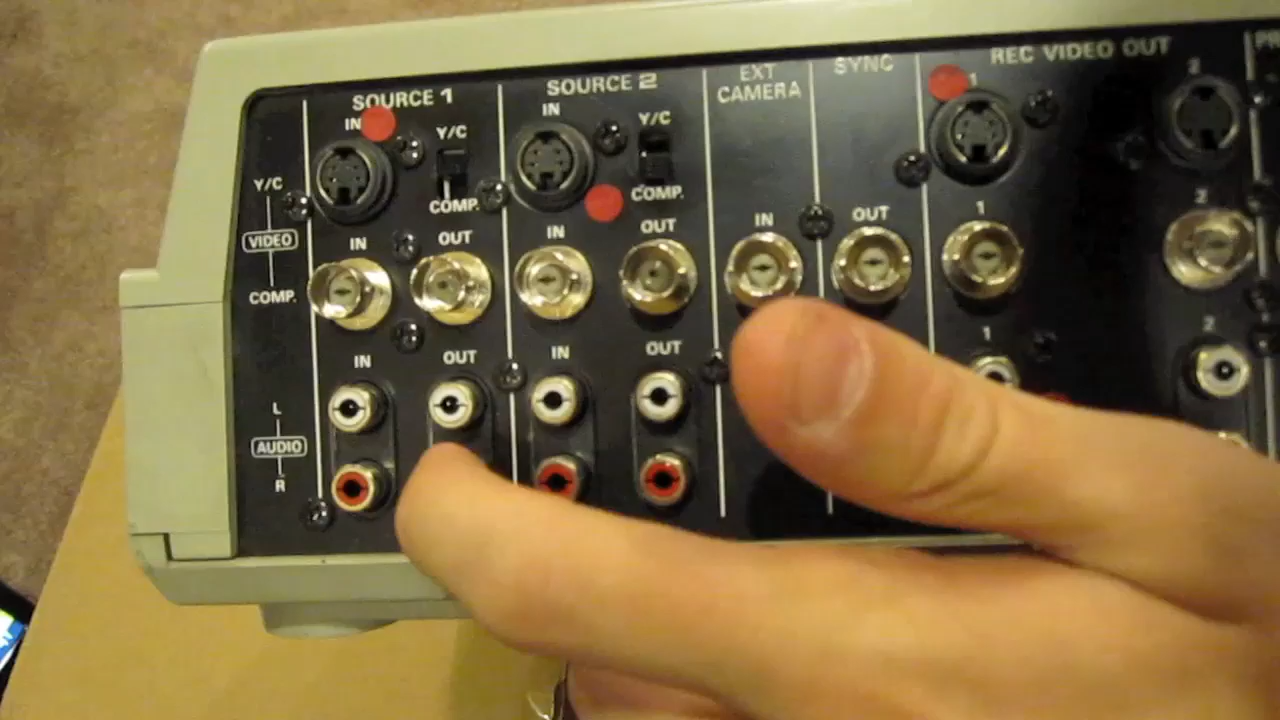 SOURCE 1
SOURCE 2
EXT
CAMERA
SYNC
REC VIDEO OUT
IN
Y/C
IN
Y/C
1
2
Y/C
COMP.
COMP.
VIDEO
IN
OUT
IN
OUT
IN
OUT
1
2
COMP.
IN
OUT
IN
OUT
1
2
L
AUDIO
R